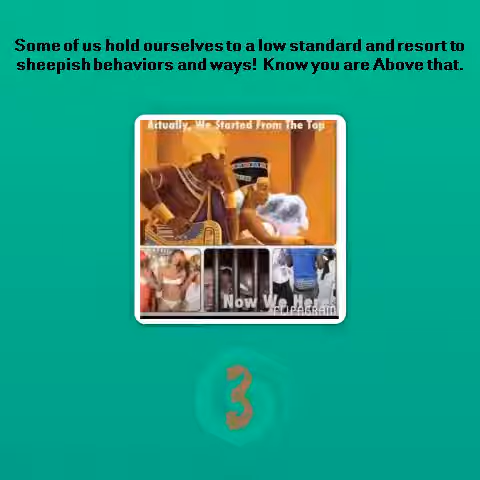 Some of us hold ourselves to a low standard and resort to
sheepish behaviors and ways! Know you are Above that.
Actually, We Started From The Top
Now We Here
FLIPAGRAM
3